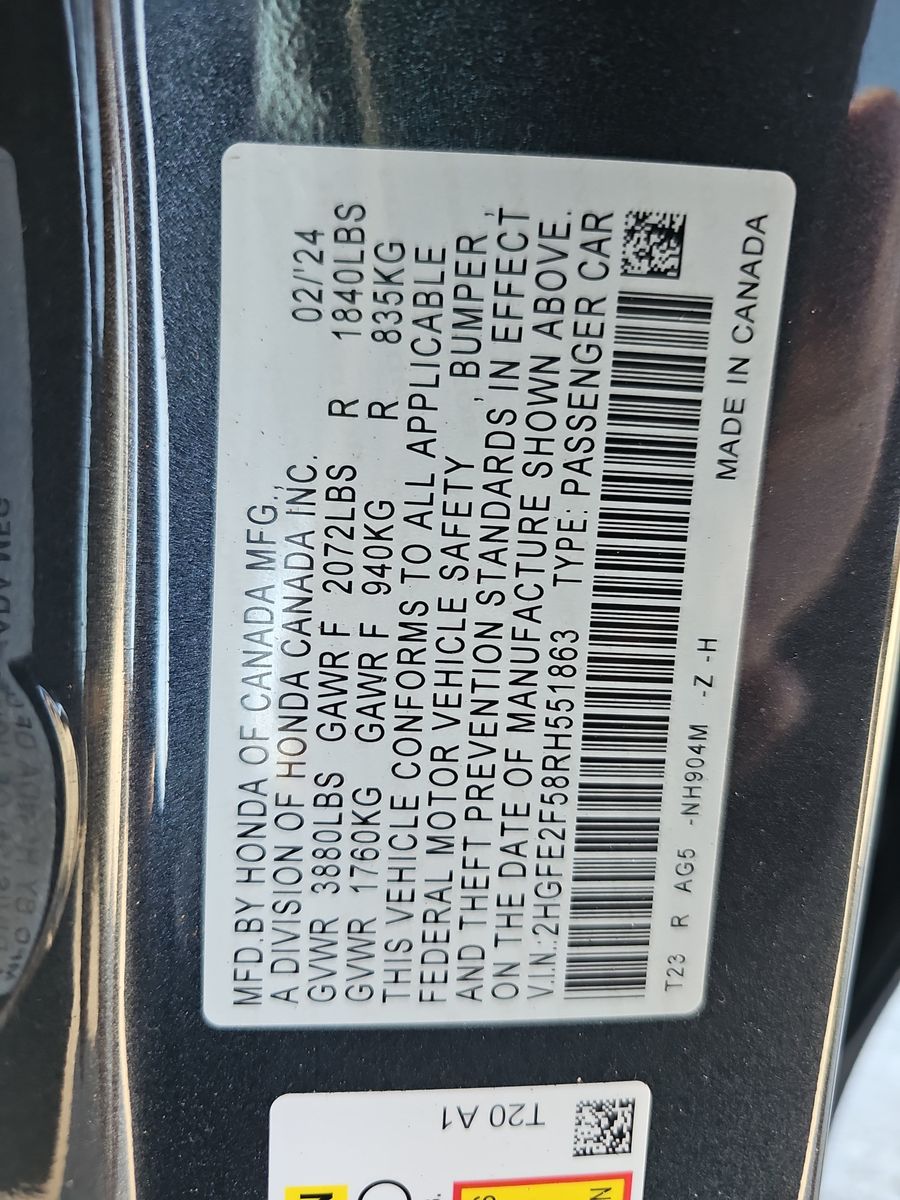 MFD.BY HONDA OF CANADA MFG.,
A DIVISION OF HONDA CANADA INC. 02/'24
GVWR 3880LBS GAWR F 2072LBS R 1840LBS
GVWR 1760KG GAWR F 940KG R 835KG
THIS VEHICLE CONFORMS TO ALL APPLICABLE
FEDERAL MOTOR VEHICLE SAFETY , BUMPER ,
AND THEFT PREVENTION STANDARDS IN EFFECT
ON THE DATE OF MANUFACTURE SHOWN ABOVE.
V.I.N.:2HGFE2F58RH551863 TYPE: PASSENGER CAR
T23 R AG5 -NH904M -Z -H MADE IN CANADA
T20 A1